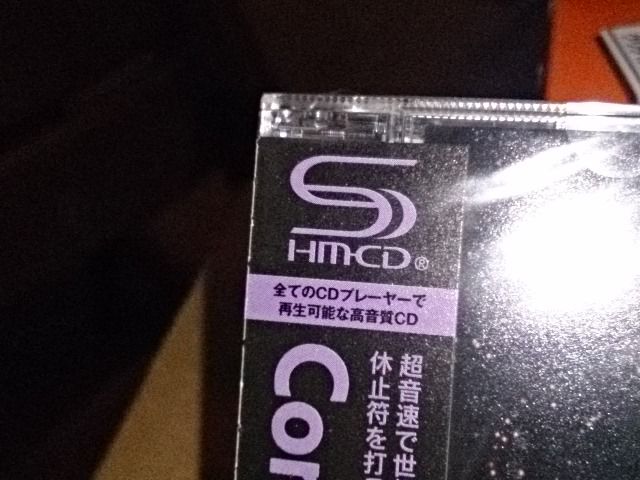 SHM-CD®
全てのCDプレーヤーで
再生可能な高音質CD
超音速で世
休止符を打
Cor